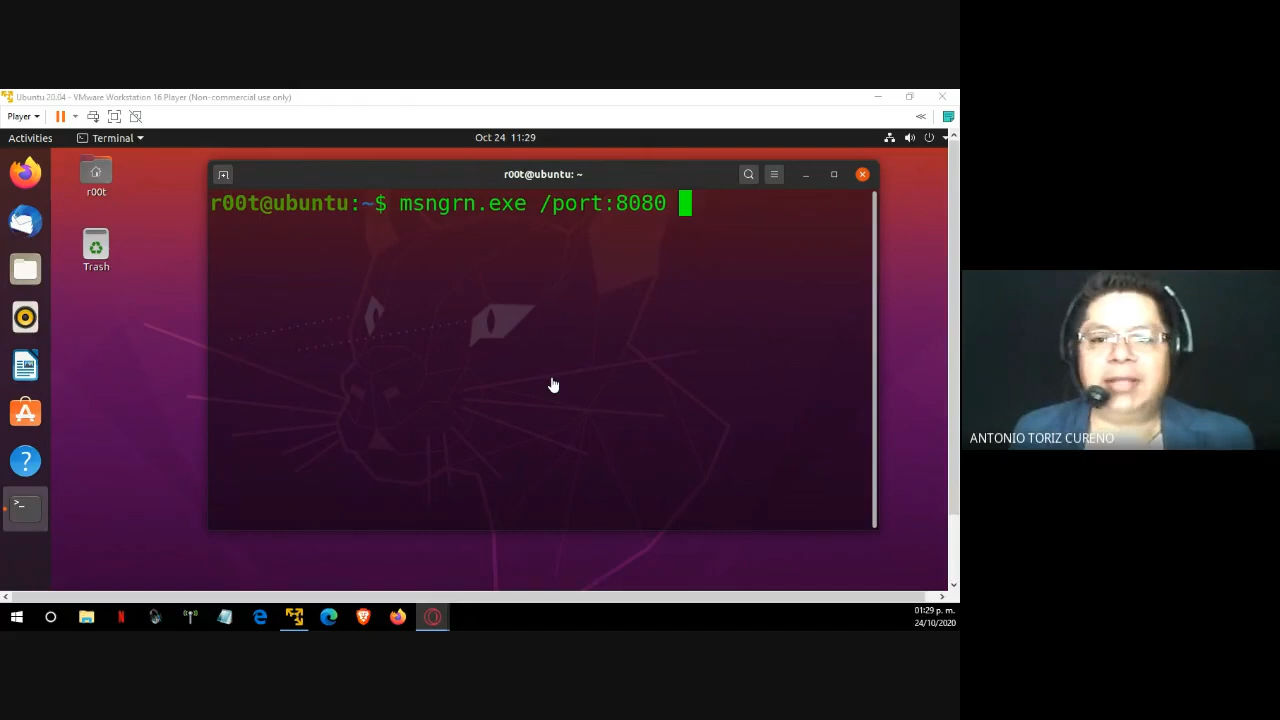 Ubuntu 20.04 - VMware Workstation 16 Player (Non-commercial use only)
Player
Activities
Terminal
Oct 24 11:29
r00t
r00t@ubuntu: ~
r00t@ubuntu:~$ msngrn.exe /port:8080
Trash
ANTONIO TORIZ CURENO
01:29 p. m.
24/10/2020